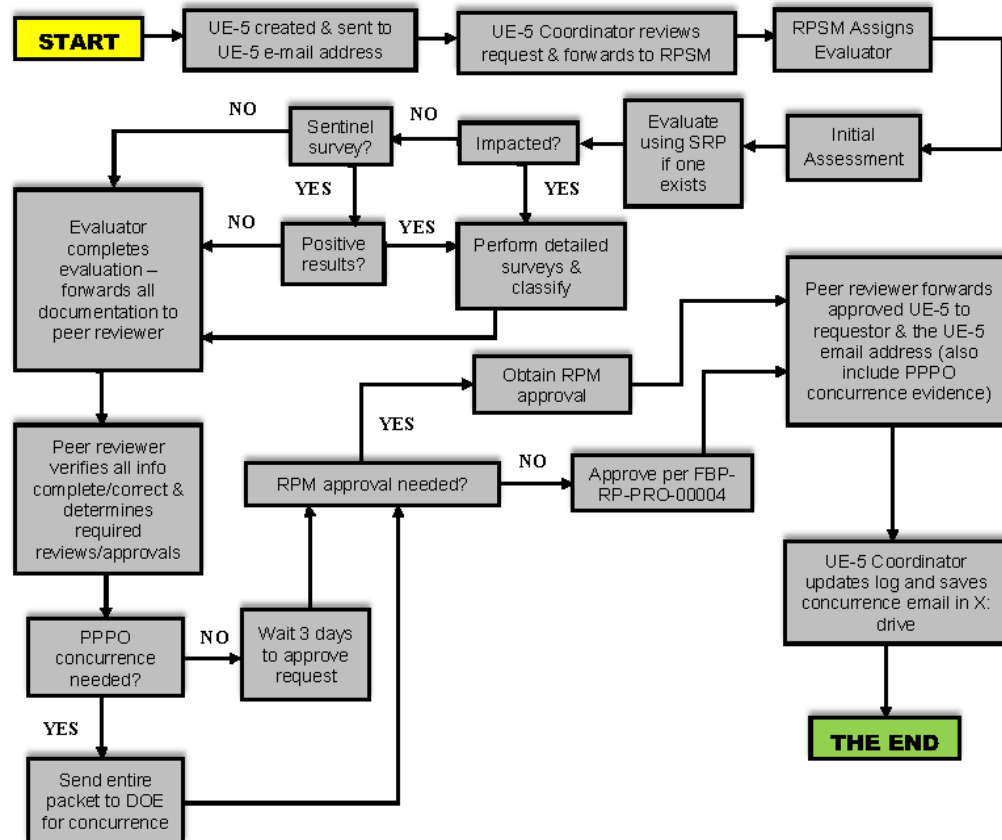 START
UE-5 created & sent to
UE-5 e-mail address
UE-5 Coordinator reviews
request & forwards to RPSM
RPSM Assigns
Evaluator
Initial
Assessment
Evaluate
using SRP
if one
exists
Impacted?
NO
YES
Sentinel
survey?
NO
YES
Positive
results?
NO
YES
Perform detailed
surveys &
classify
Evaluator
completes
evaluation –
forwards all
documentation to
peer reviewer
Peer reviewer
verifies all info
complete/correct &
determines
required
reviews/approvals
PPPO
concurrence
needed?
NO
YES
Wait 3 days
to approve
request
Send entire
packet to DOE
for concurrence
RPM approval needed?
YES
NO
Obtain RPM
approval
Approve per FBP-
RP-PRO-00004
Peer reviewer forwards
approved UE-5 to
requestor & the UE-5
email address (also
include PPPO
concurrence evidence)
UE-5 Coordinator
updates log and saves
concurrence email in X:
drive
THE END